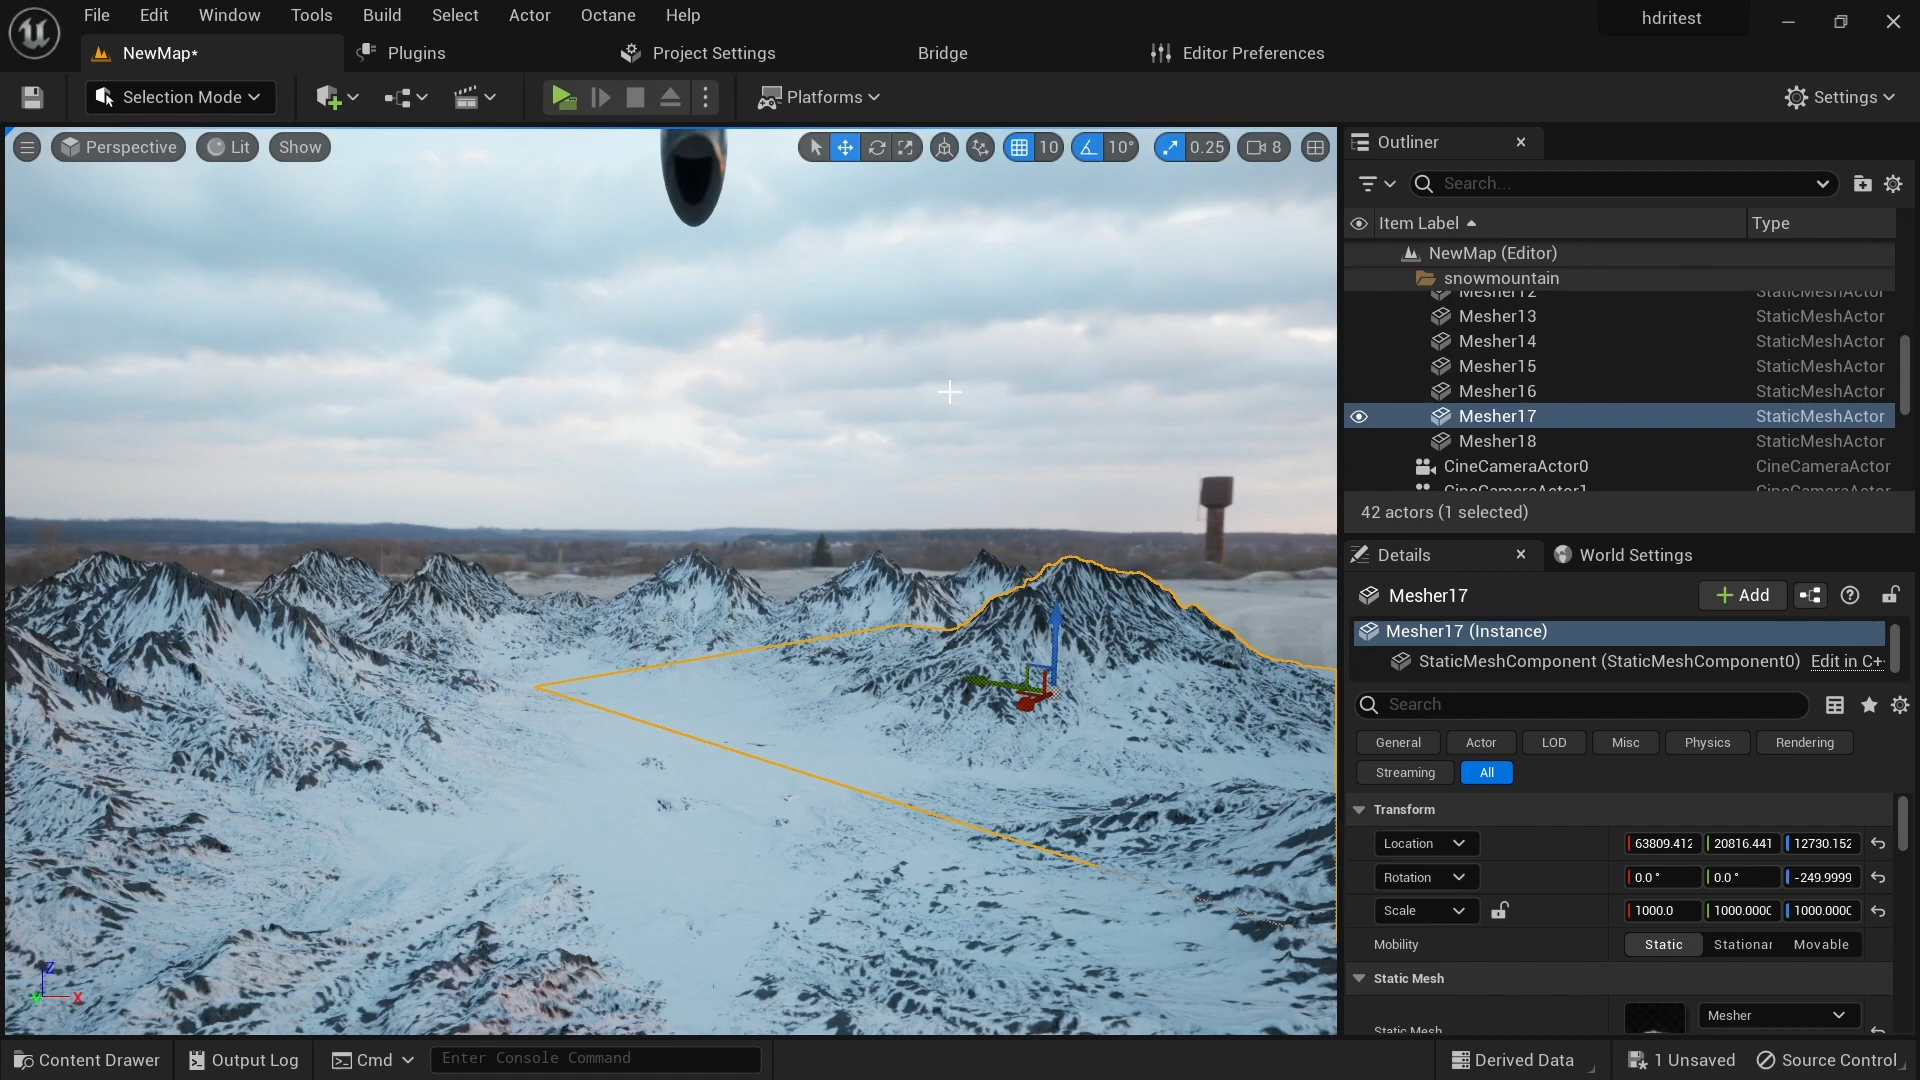 File Edit Window Tools Build Select Actor Octane Help
hdritest
NewMap*
Plugins
Project Settings
Bridge
Editor Preferences
Selection Mode
Platforms
Settings
Perspective
Lit
Show
10
10°
0.25
8
Outliner
Search...
Item Label
Type
NewMap (Editor)
snowmountain
Mesher12 StaticMeshActor
Mesher13 StaticMeshActor
Mesher14 StaticMeshActor
Mesher15 StaticMeshActor
Mesher16 StaticMeshActor
Mesher17 StaticMeshActor
Mesher18 StaticMeshActor
CineCameraActor0 CineCameraActor
CineCameraActor1 CineCameraActor
42 actors (1 selected)
Details
World Settings
Mesher17
Add
Mesher17 (Instance)
StaticMeshComponent (StaticMeshComponent0) Edit in C+
Search
General Actor LOD Misc Physics Rendering
Streaming All
Transform
Location 63809.412 20816.441 12730.152
Rotation 0.0 ° 0.0 ° -249.9999
Scale 1000.0 1000.0000 1000.0000
Mobility Static Stationar Movable
Static Mesh
Static Mesh Mesher
Z
Y
X
Content Drawer
Output Log
Cmd
Enter Console Command
Derived Data
1 Unsaved
Source Control